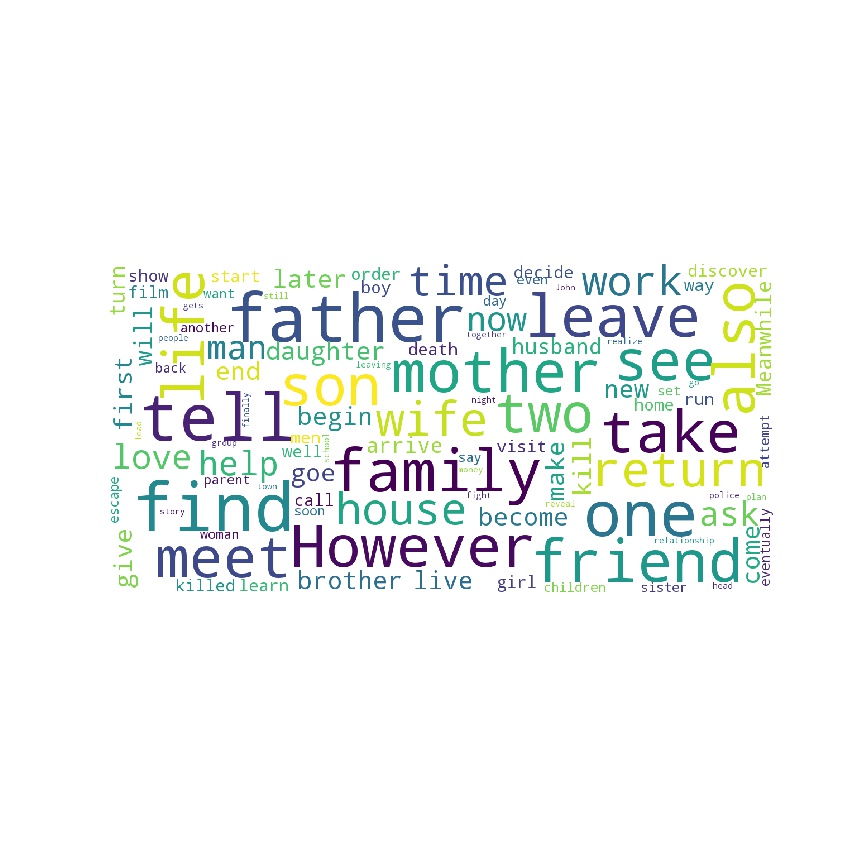 turn
show
life
start
later
order
time
decide
even
John
work
way
discover
film
want
gets
still
boy
day
also
Meanwhile
will
another
father
now
leave
people
man
daughter
death
together
husband
realize
see
back
end
leaving
mother
go
first
son
night
new
set
home
run
tell
finally
begin
wife
two
take
attempt
lead
group
men
school
well
arrive
say
visit
make
kill
love
help
goe
family
money
return
escape
parent
town
call
fight
reveal
police
plan
find
story
soon
house
become
one
ask
woman
However
relationship
come
eventually
give
meet
friend
killed
learn
brother
live
girl
children
sister
head